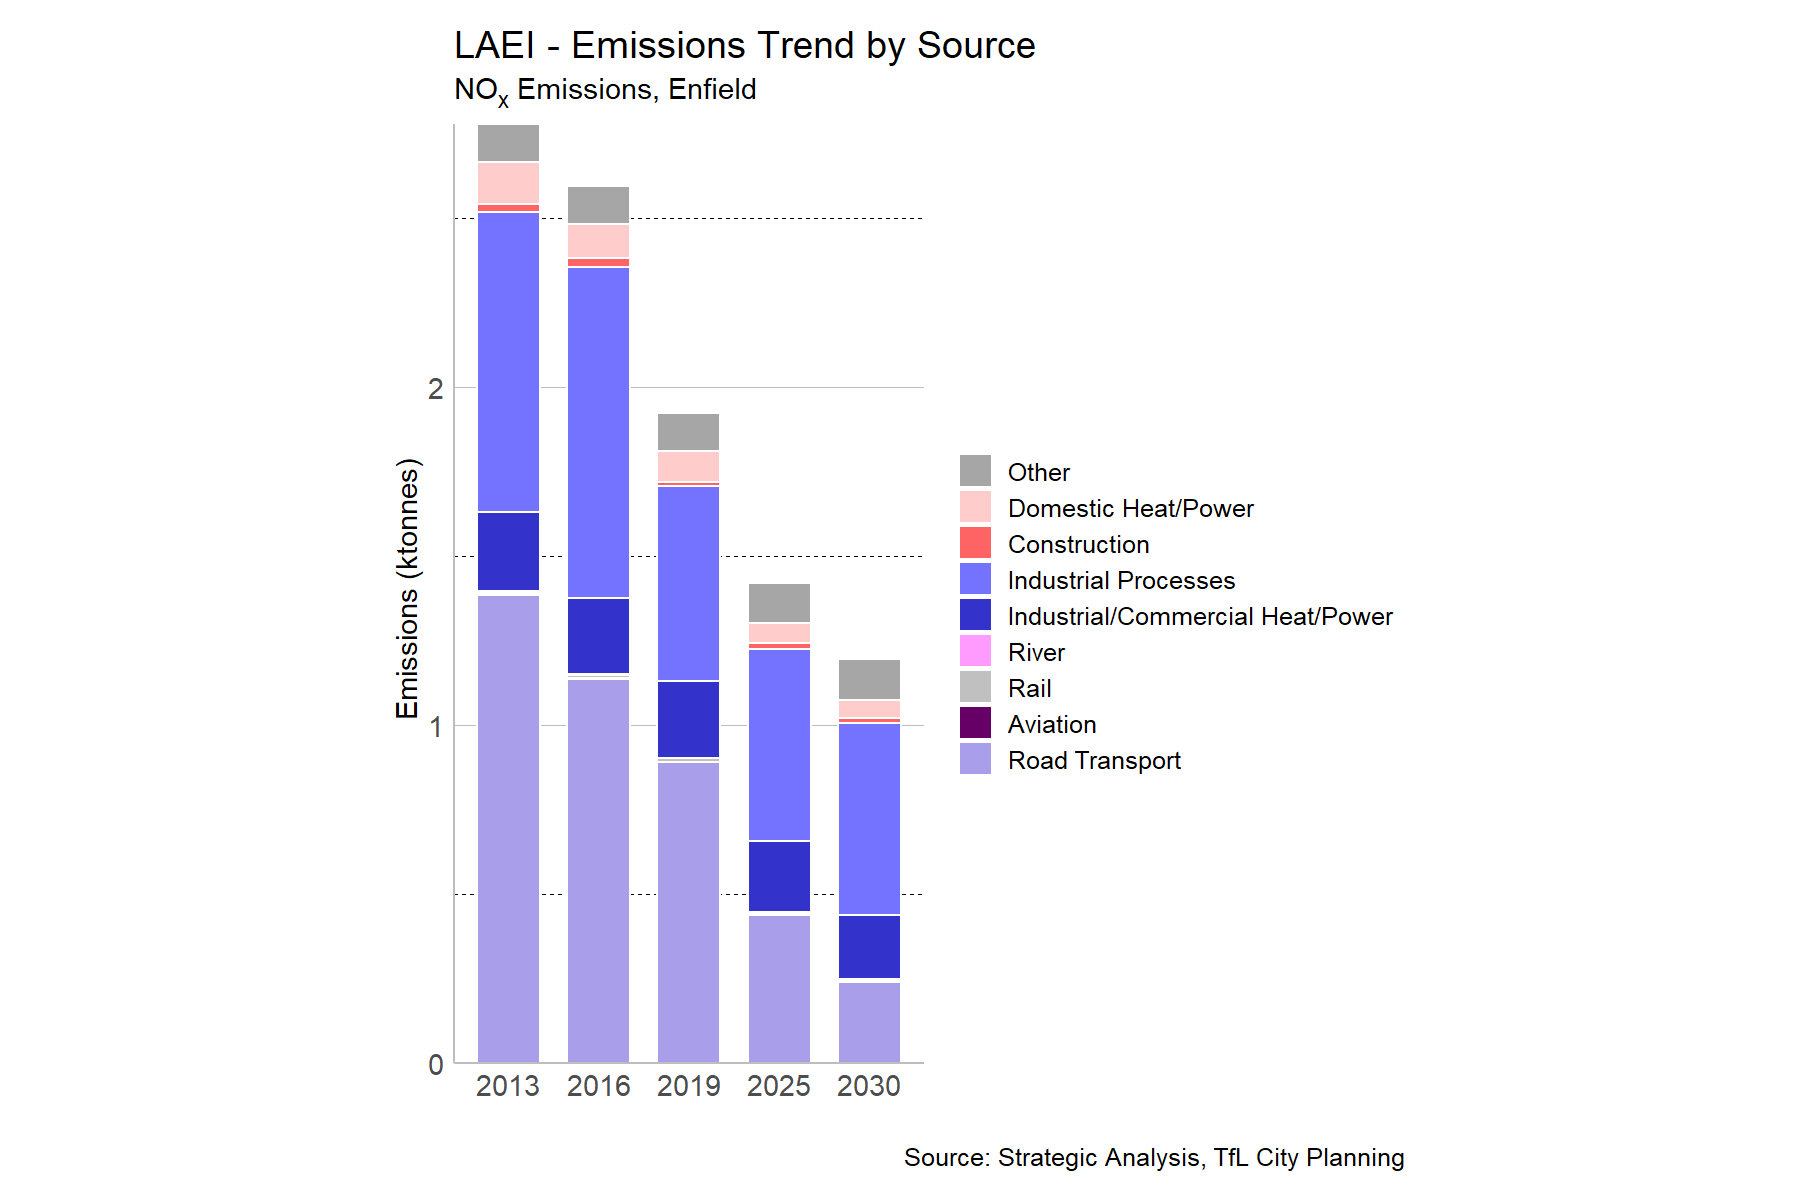 LAEI - Emissions Trend by Source
NOx Emissions, Enfield
Emissions (ktonnes)
2
1
0
2013 2016 2019 2025 2030
Other
Domestic Heat/Power
Construction
Industrial Processes
Industrial/Commercial Heat/Power
River
Rail
Aviation
Road Transport
Source: Strategic Analysis, TfL City Planning